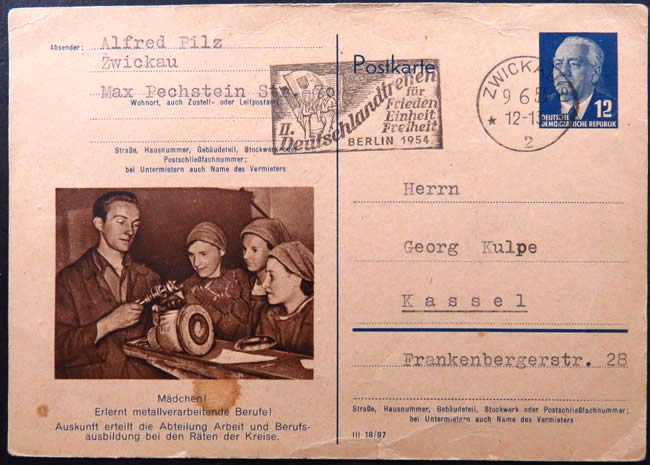 Absender: Alfred Pilz
Zwickau
Max Pechstein Str.
Wohnort, auch Zustell- oder Leitpostamt
Straße, Hausnummer, Gebäudeteil, Stockwerk oder
Postschließfachnummer;
bei Untermietern auch Name des Vermieters
Mädchen!
Erlernt metallverarbeitende Berufe!
Auskunft erteilt die Abteilung Arbeit und Berufs-
ausbildung bei den Räten der Kreise.
II. Deutschlandtreffen
für
Frieden
Einheit
Freiheit
BERLIN 1954
Postkarte
ZWICKAU
9 6 5
12-1
2
DEUTSCHE
DEMOKRATISCHE REPUBLIK
12
Herrn
Georg Kulpe
Kassel
Frankenbergerstr. 28
Straße, Hausnummer, Gebäudeteil, Stockwerk oder Postschließfachnummer;
bei Untermietern auch Name des Vermieters
III 18/97